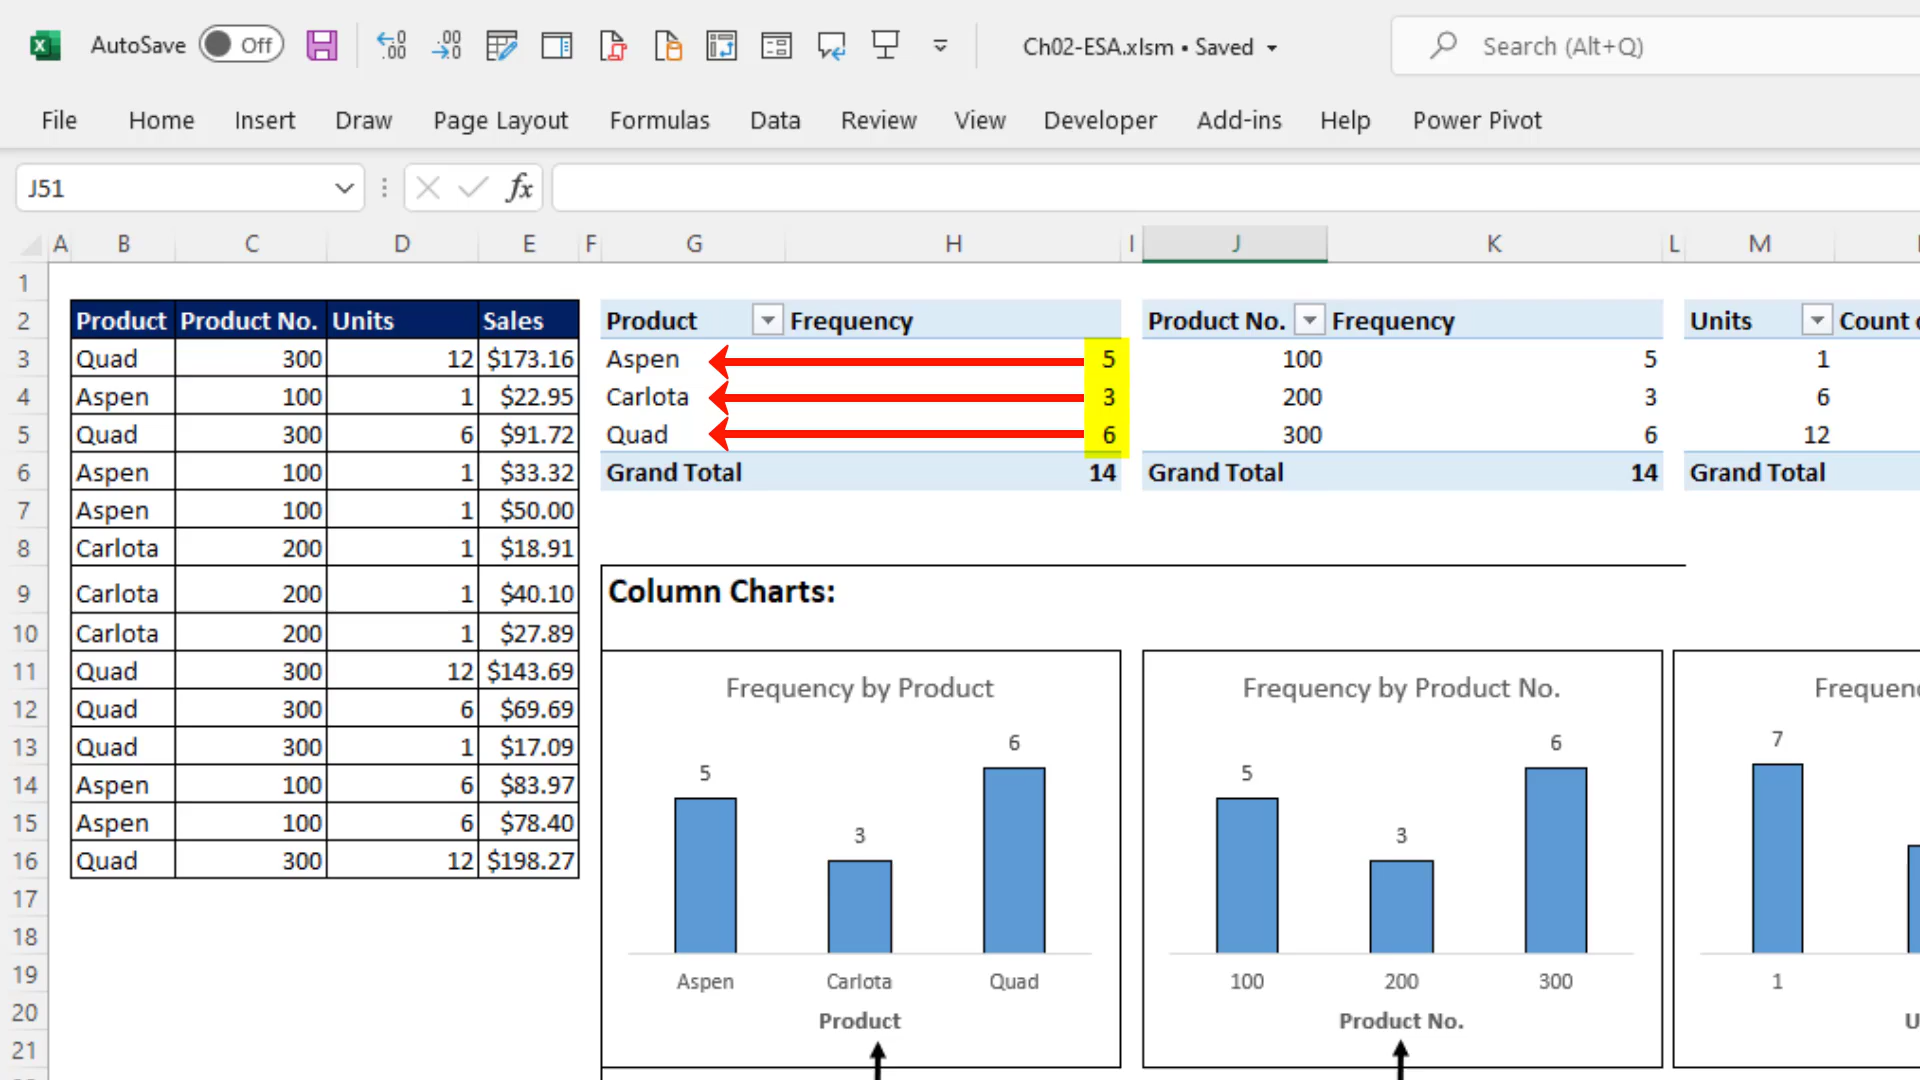 AutoSave Off Ch02-ESA.xlsm • Saved Search (Alt+Q)
File Home Insert Draw Page Layout Formulas Data Review View Developer Add-ins Help Power Pivot
J51 fx
A B C D E F G H I J K L M
1
2 Product Product No. Units Sales Product Frequency Product No. Frequency Units Count
3 Quad 300 12 $173.16 Aspen 5 100 5 1
4 Aspen 100 1 $22.95 Carlota 3 200 3 6
5 Quad 300 6 $91.72 Quad 6 300 6 12
6 Aspen 100 1 $33.32 Grand Total 14 Grand Total 14 Grand Total
7 Aspen 100 1 $50.00
8 Carlota 200 1 $18.91
9 Carlota 200 1 $40.10 Column Charts:
10 Carlota 200 1 $27.89
11 Quad 300 12 $143.69 Frequency by Product Frequency by Product No.
12 Quad 300 6 $69.69 6 6 7
13 Quad 300 1 $17.09 5 5
14 Aspen 100 6 $83.97
15 Aspen 100 6 $78.40 3 3
16 Quad 300 12 $198.27
17
18
19 Aspen Carlota Quad 100 200 300 1
20 Product Product No.
21